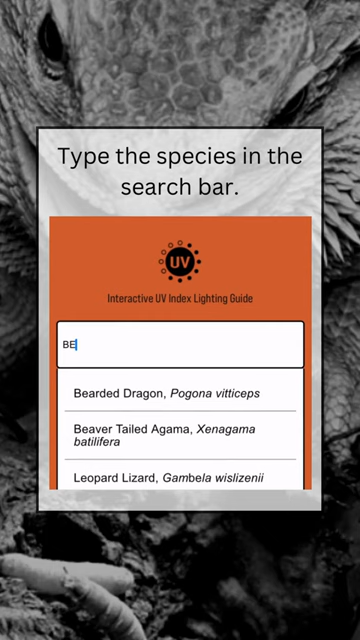 Type the species in the
search bar.
UV
Interactive UV Index Lighting Guide
BE
Bearded Dragon, Pogona vitticeps
Beaver Tailed Agama, Xenagama
batilifera
Leopard Lizard, Gambela wislizenii